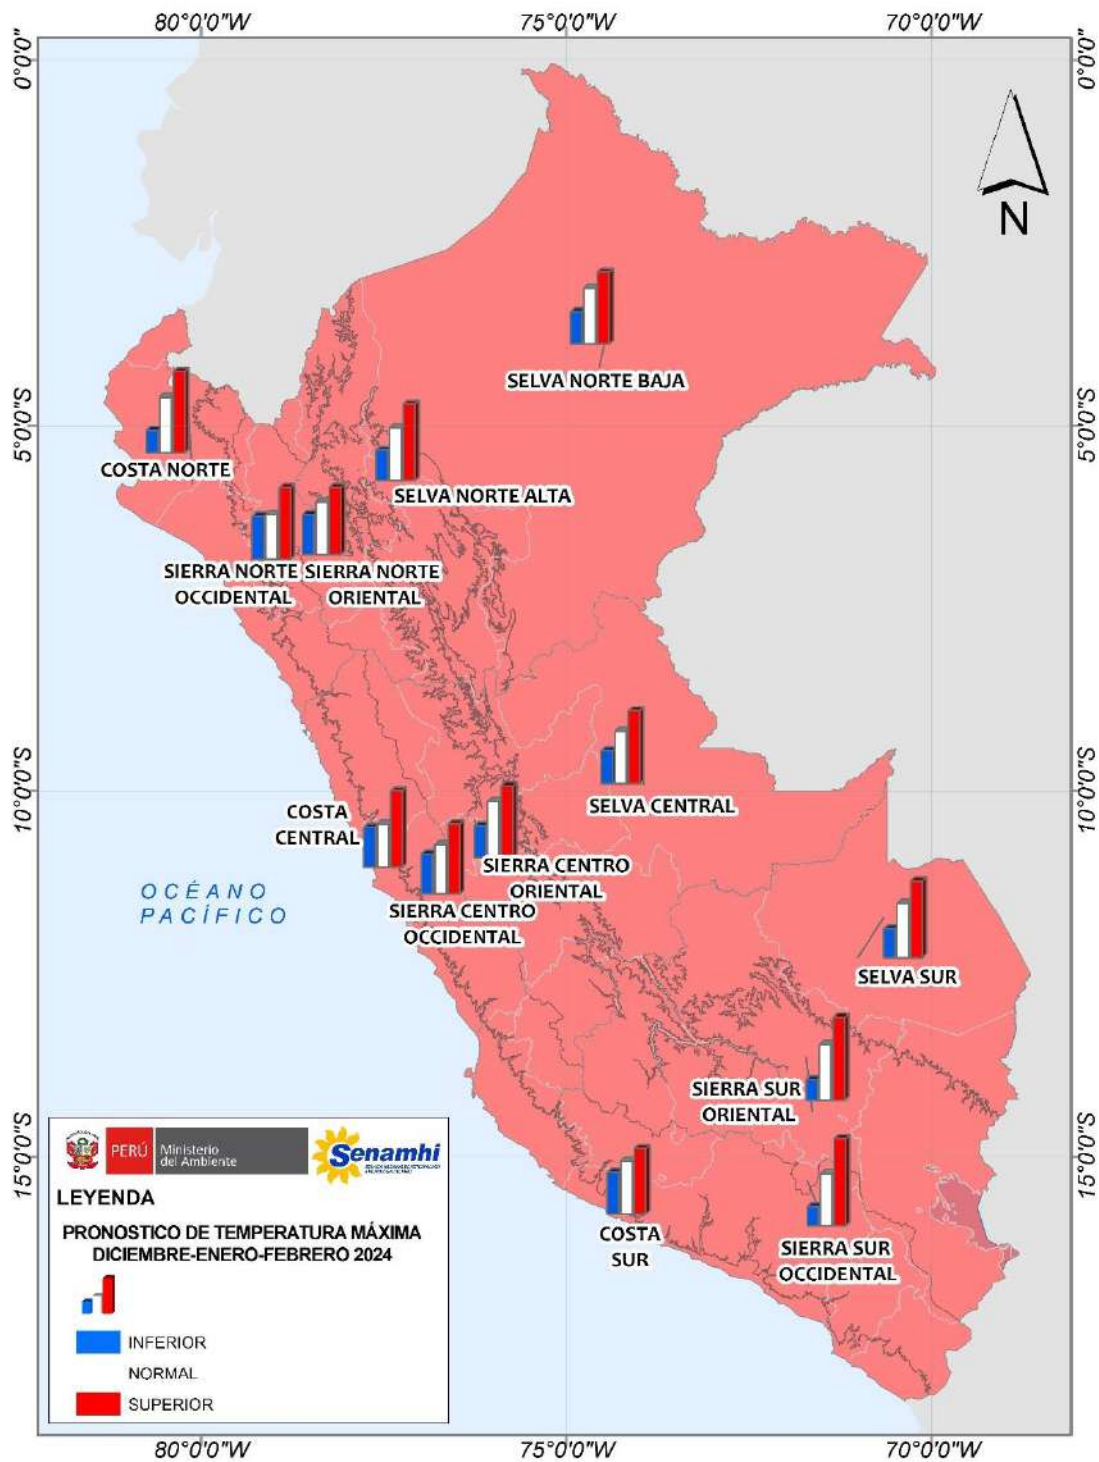 80°0'0"W
75°0'0"W
70°0'0"W
0°0'0"
0°0'0"
N
SELVA NORTE BAJA
5°0'0"S
5°0'0"S
COSTA NORTE
SELVA NORTE ALTA
SIERRA NORTE
OCCIDENTAL
SIERRA NORTE
ORIENTAL
10°0'0"S
10°0'0"S
SELVA CENTRAL
COSTA
CENTRAL
SIERRA CENTRO
ORIENTAL
SIERRA CENTRO
OCCIDENTAL
OCÉANO
PACÍFICO
SELVA SUR
SIERRA SUR
ORIENTAL
15°0'0"S
15°0'0"S
COSTA
SUR
SIERRA SUR
OCCIDENTAL
PERÚ
Ministerio
del Ambiente
Senamhi
LEYENDA
PRONOSTICO DE TEMPERATURA MÁXIMA
DICIEMBRE-ENERO-FEBRERO 2024
INFERIOR
NORMAL
SUPERIOR
80°0'0"W
75°0'0"W
70°0'0"W